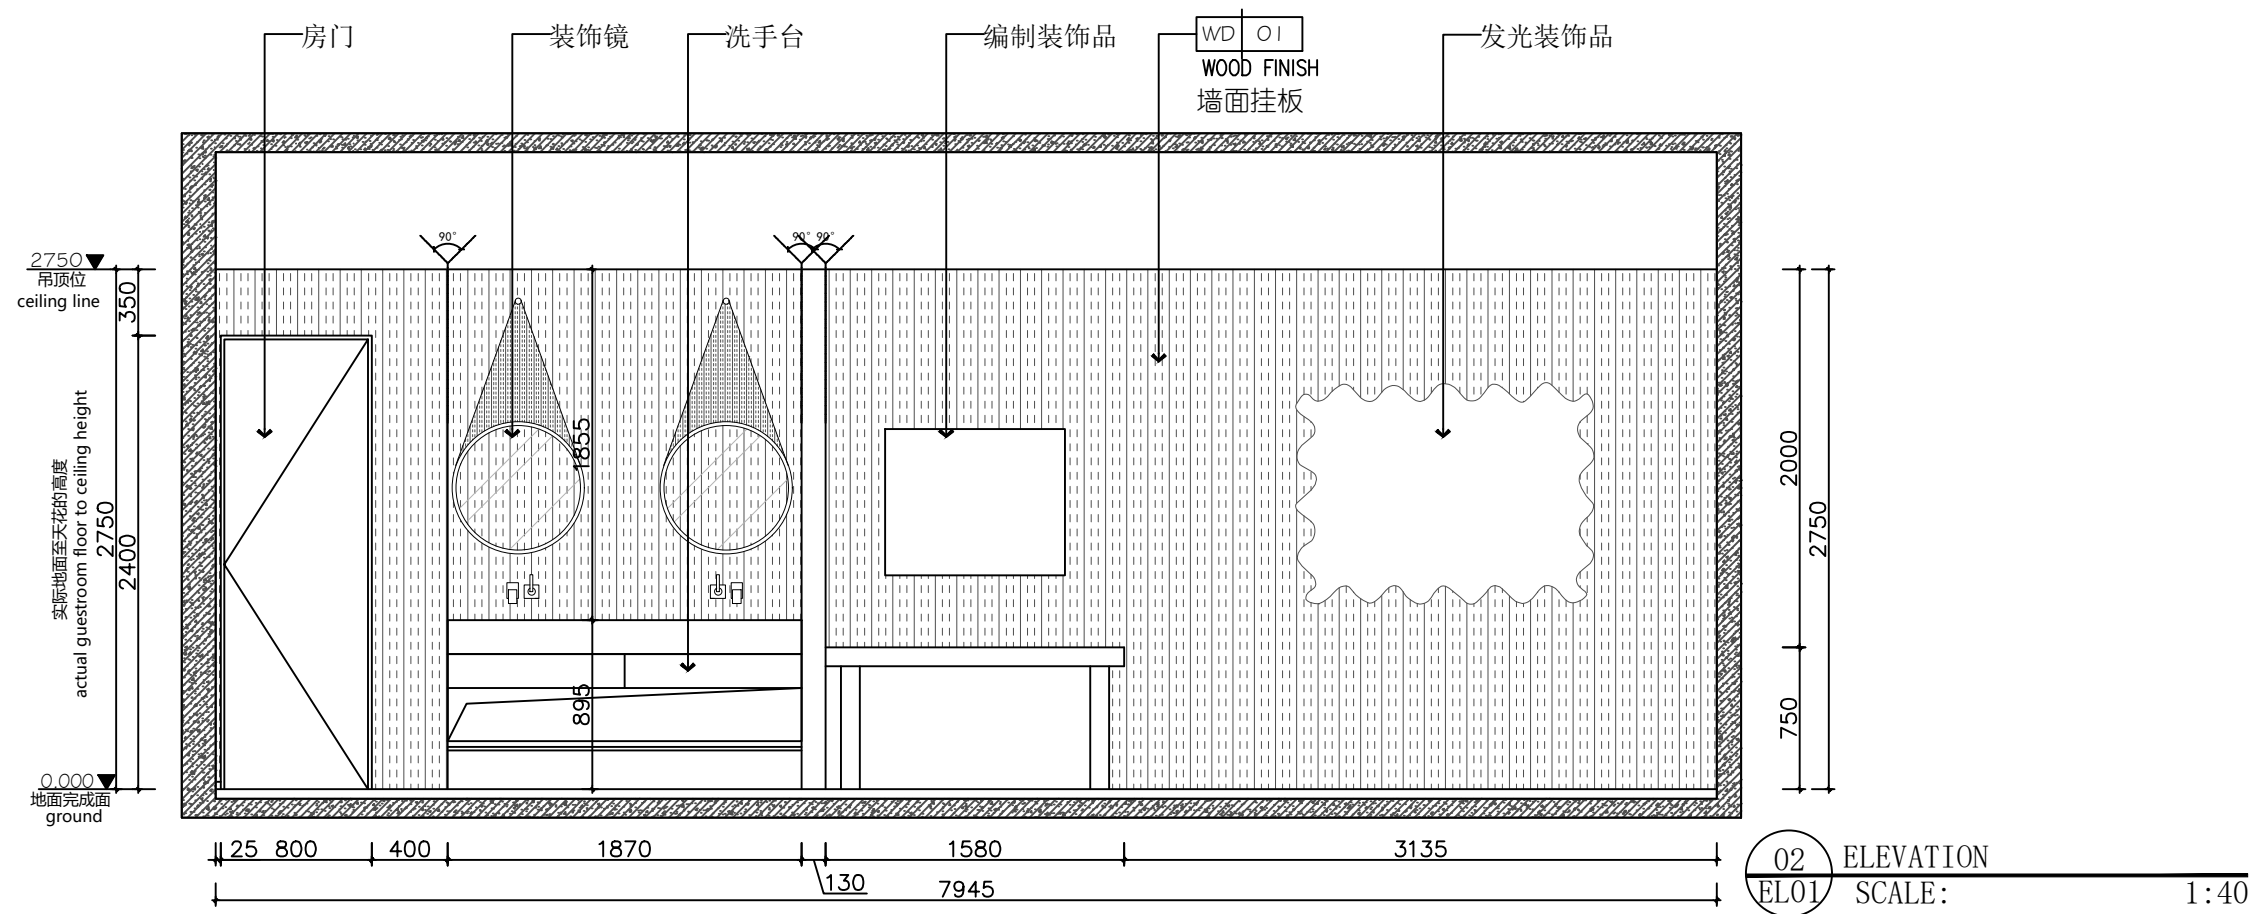 房门
装饰镜
洗手台
编制装饰品
WD 01
WOOD FINISH
墙面挂板
发光装饰品
90°
90°
90°
2750
吊顶位
ceiling line
350
实际地面至天花的高度
actual guestroom floor to ceiling height
2750
2400
1855
895
2000
2750
750
0.000
地面完成面
ground
25 800 400 1870 1580 3135
130
7945
02 ELEVATION
EL01 SCALE: 1:40